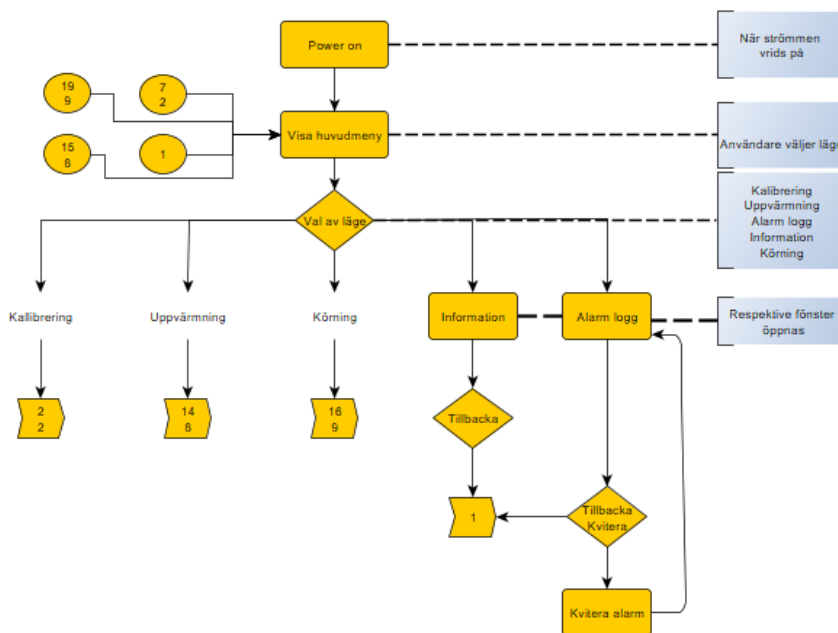 Power on
När strömmen
vrids på
19
9
7
2
15
8
1
Visa huvudmeny
Användare väljer läge
Val av läge
Kalibrering
Uppvärmning
Alarm logg
Information
Körning
Kallibrering
Uppvärmning
Körning
Information
Alarm logg
Respektive fönster
öppnas
2
2
14
8
16
9
Tillbacka
1
Tillbacka
Kvitera
Kvitera alarm